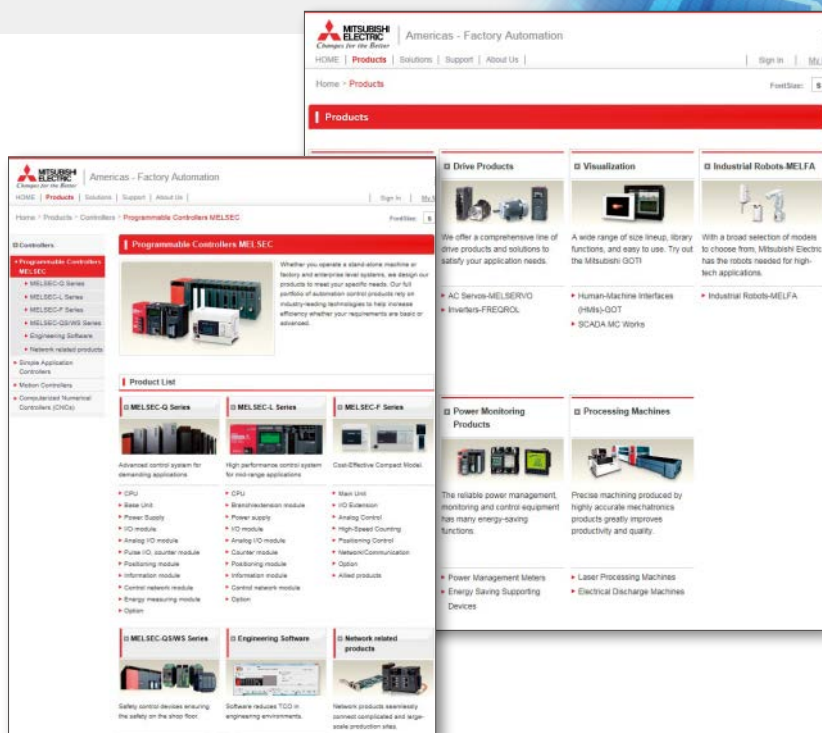 MITSUBISHI
ELECTRIC
Changes for the Better
Americas - Factory Automation
HOME | Products | Solutions | Support | About Us |
Sign In |
Home > Products
FontSize: S
Products
Drive Products
We offer a comprehensive line of
drive products and solutions to
satisfy your application needs.
AC Servos-MELSERVO
Inverters-FREQROL
Visualization
A wide range of size lineup, library
functions, and easy to use. Try out
the Mitsubishi GOT!
Human-Machine Interfaces
(HMIs)-GOT
SCADA MC Works
Industrial Robots-MELFA
With a broad selection of models
to choose from, Mitsubishi Electric
has the robots needed for high-
tech applications.
Industrial Robots-MELFA
Power Monitoring
Products
The reliable power management,
monitoring and control equipment
has many energy-saving
functions.
Power Management Meters
Energy Saving Supporting
Devices
Processing Machines
Precise machining produced by
highly accurate mechatronics
products greatly improves
productivity and quality.
Laser Processing Machines
Electrical Discharge Machines
MITSUBISHI
ELECTRIC
Changes for the Better
Americas - Factory Automation
HOME | Products | Solutions | Support | About Us |
Sign In |
Home > Products > Controllers > Programmable Controllers MELSEC
FontSize: S
Controllers
Programmable Controllers
MELSEC
MELSEC-Q Series
MELSEC-L Series
MELSEC-F Series
MELSEC-QS/WS Series
Engineering Software
Network related products
Simple Application
Controllers
Motion Controllers
Computerized Numerical
Controllers (CNCs)
Programmable Controllers MELSEC
Whether you operate a stand-alone machine or
factory and enterprise level systems, we design our
products to meet your specific needs. Our full
portfolio of automation control products rely on
industry-leading technologies to help increase
efficiency whether your requirements are basic or
advanced.
Product List
MELSEC-Q Series
Advanced control system for
demanding applications
CPU
Base Unit
Power Supply
I/O module
Analog I/O module
Pulse I/O, counter module
Positioning module
Information module
Control network module
Energy measuring module
Option
MELSEC-L Series
High performance control system
for mid-range applications
CPU
Branch/extension module
Power supply
I/O module
Analog I/O module
Counter module
Positioning module
Information module
Control network module
Option
MELSEC-F Series
Cost-Effective Compact Model.
Main Unit
I/O Extension
Analog Control
High-Speed Counting
Positioning Control
Network/Communication
Option
Allied products
MELSEC-QS/WS Series
Safety control devices ensuring
the safety on the shop floor.
Engineering Software
Software reduces TCO in
engineering environments.
Network related
products
Network products seamlessly
connect complicated and large-
scale production sites.